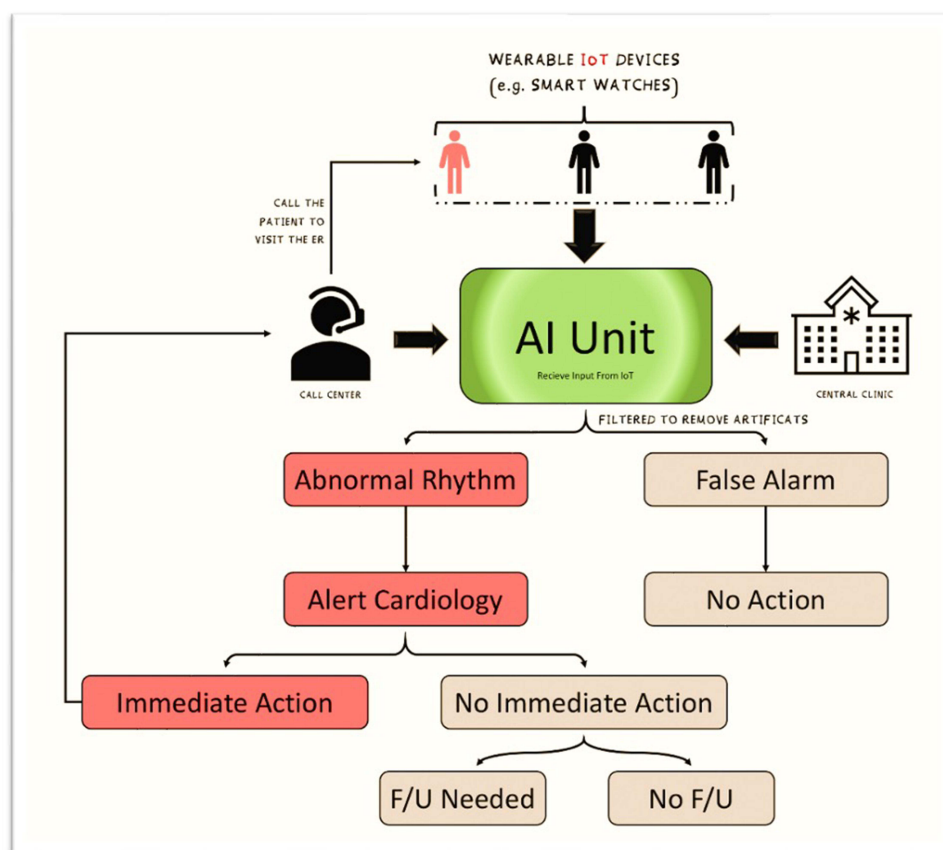 WEARABLE IoT DEVICES
(e.g. SMART WATCHES)
CALL THE
PATIENT TO
VISIT THE ER
AI Unit
Recieve Input From IoT
CALL CENTER
CENTRAL CLINIC
FILTERED TO REMOVE ARTIFICATS
Abnormal Rhythm
False Alarm
Alert Cardiology
No Action
Immediate Action
No Immediate Action
F/U Needed
No F/U